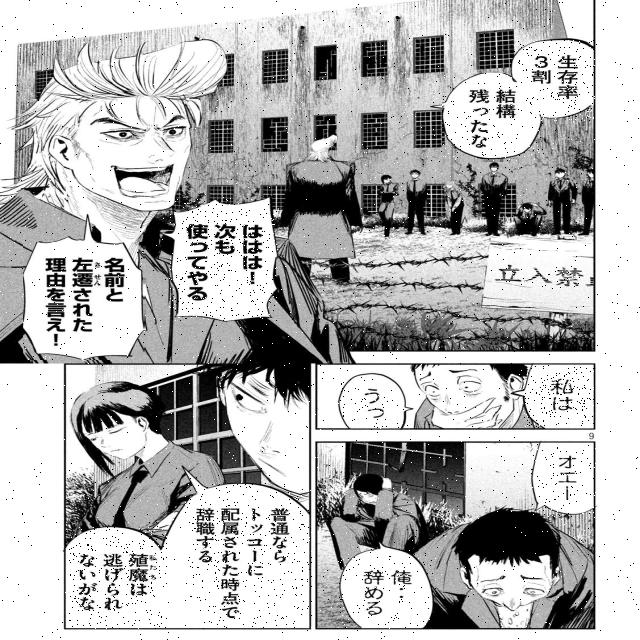 生存率
3割
結構
残ったな
ははは！
次も
使ってやる
名前と
左遷された
理由を言え！
立入禁止
私は
うっ
オエー
俺…
辞める
普通なら
トッコーに
配属された時点で
辞職する
殖魔は
逃げられ
ないがな
9